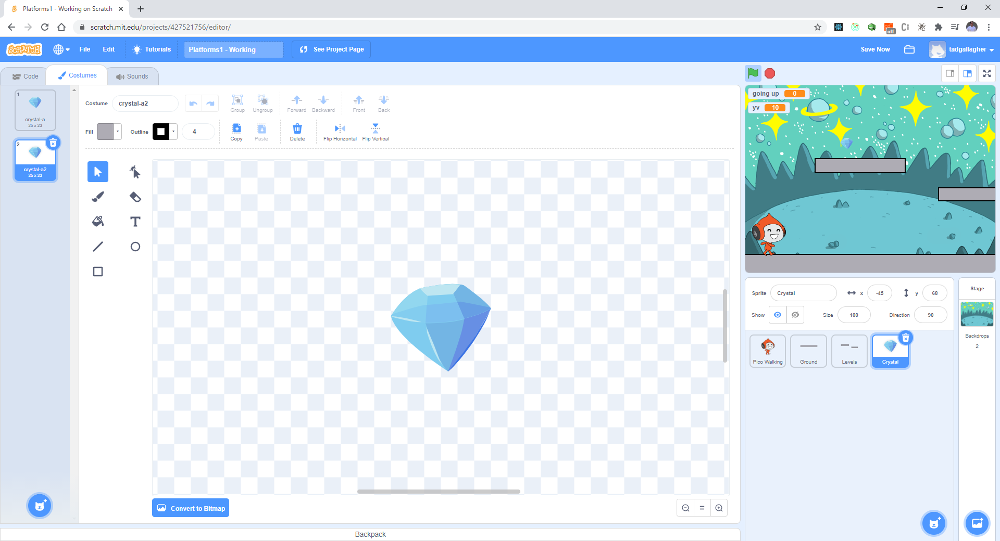 Platforms1 - Working on Scratch
scratch.mit.edu/projects/427521756/editor/
off
SCRATCH
File
Edit
Tutorials
Platforms1 - Working
See Project Page
Save Now
tadgallagher
Code
Costumes
Sounds
1
crystal-a
25 x 23
2
crystal-a2
25 x 23
Costume
crystal-a2
Group
Ungroup
Forward
Backward
Front
Back
Fill
Outline
4
Copy
Paste
Delete
Flip Horizontal
Flip Vertical
T
Convert to Bitmap
Backpack
going up 0
yv 10
Sprite
Crystal
x
-45
y
68
Show
Size
100
Direction
90
Pico Walking
Ground
Levels
Crystal
Stage
Backdrops
2